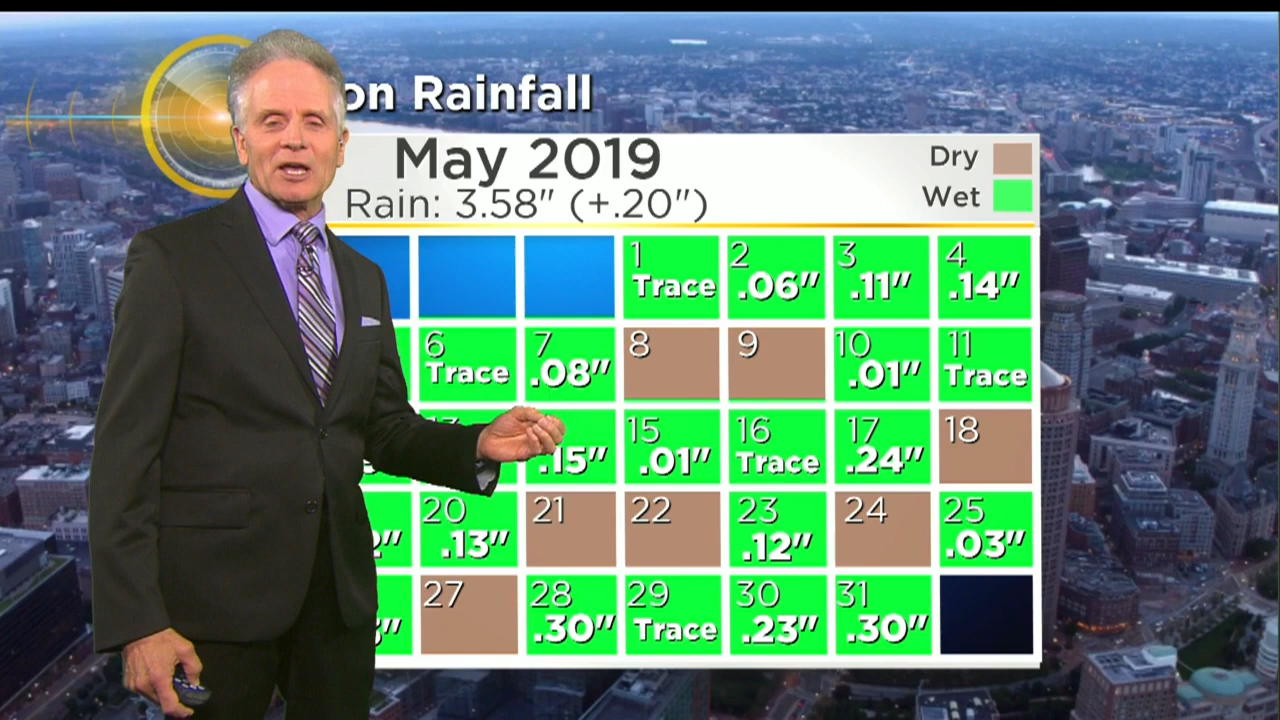 on Rainfall
May 2019
Rain: 3.58" (+.20")
Dry
Wet
1 2 3 4
Trace .06" .11" .14"
6 7 8 9 10 11
Trace .08" .01" Trace
15 16 17 18
.15" .01" Trace .24"
20 21 22 23 24 25
.13" .12" .03"
27 28 29 30 31
.30" Trace .23" .30"